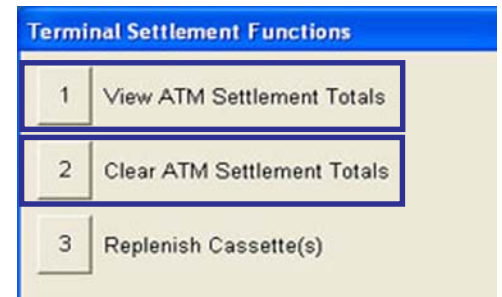 Terminal Settlement Functions
1 View ATM Settlement Totals
2 Clear ATM Settlement Totals
3 Replenish Cassette(s)